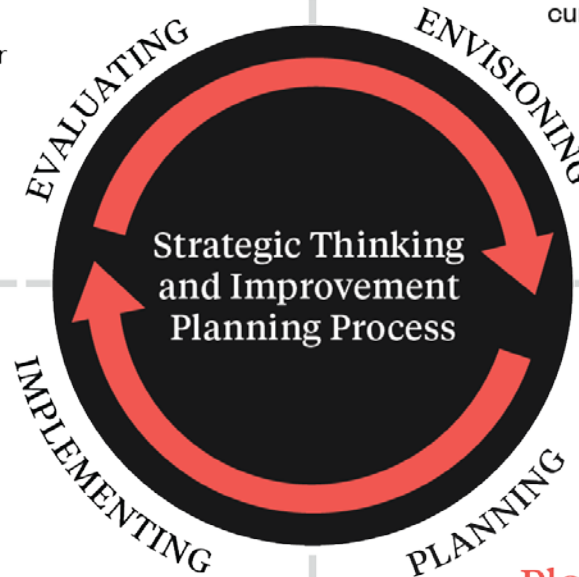 EVALUATING
ENVISIONING
Strategic Thinking
and Improvement
Planning Process
IMPLEMENTING
PLANNING